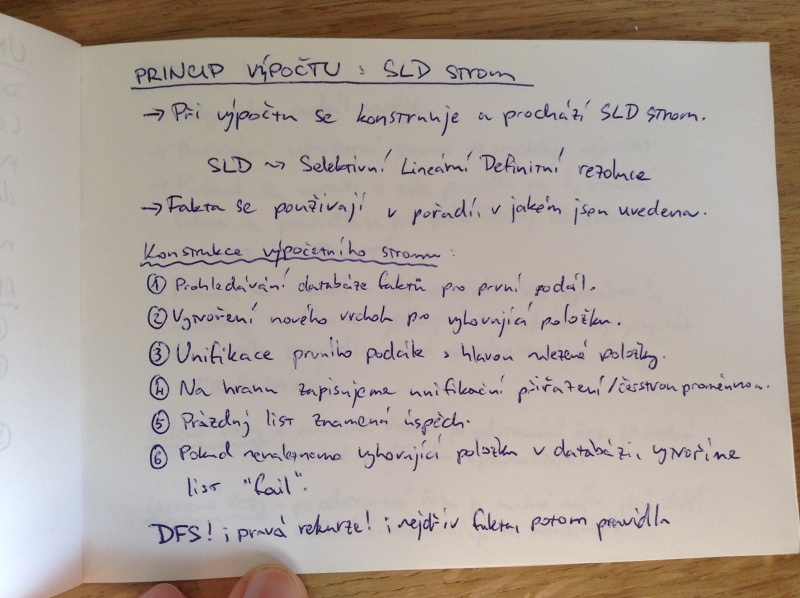 PRINCIP VÝPOČTU : SLD STROM
→ Při výpočtu se konstruuje a prochází SLD strom.
SLD ~> Selektivní Lineární Definitní rezoluce
→ Fakta se používají v pořadí, v jakém jsou uvedena.
Konstrukce výpočetního stromu :
① Prohledávání databáze faktů pro první podcíl.
② Vytvoření nového vrcholu pro vyhovující položku.
③ Unifikace prvního podcíle s hlavou nalezené položky.
④ Na hranu zapisujeme unifikační přiřazení/čerstvou proměnnou.
⑤ Prázdný list znamená úspěch.
⑥ Pokud nenalezneme vyhovující položku v databázi, vytvoříme
list "fail".
DFS! ; pravá rekurze! ; nejdřív fakta, potom pravidla